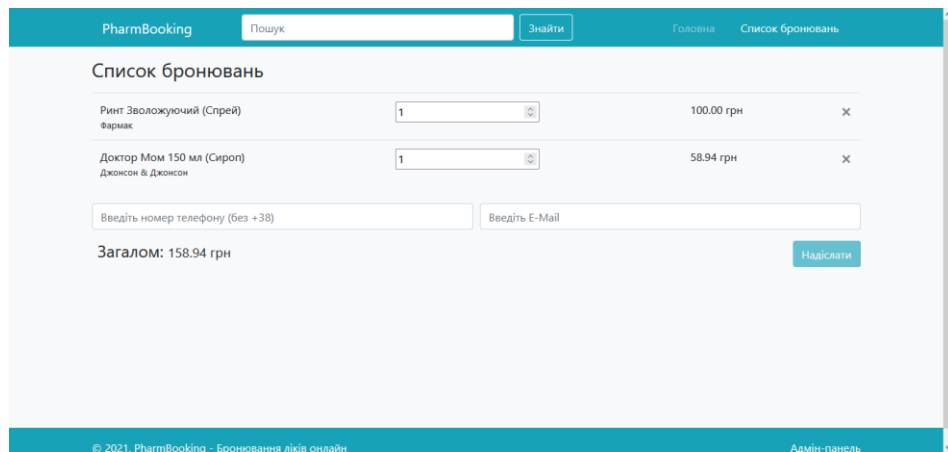 PharmBooking Пошук Знайти Головна Список бронювань
Список бронювань
Ринт Зволожуючий (Спрей) 1 100.00 грн ×
Фармак
Доктор Мом 150 мл (Сироп) 1 58.94 грн ×
Джонсон & Джонсон
Введіть номер телефону (без +38) Введіть E-Mail
Загалом: 158.94 грн Надіслати
© 2021. PharmBooking - Бронювання ліків онлайн Адмін-панель